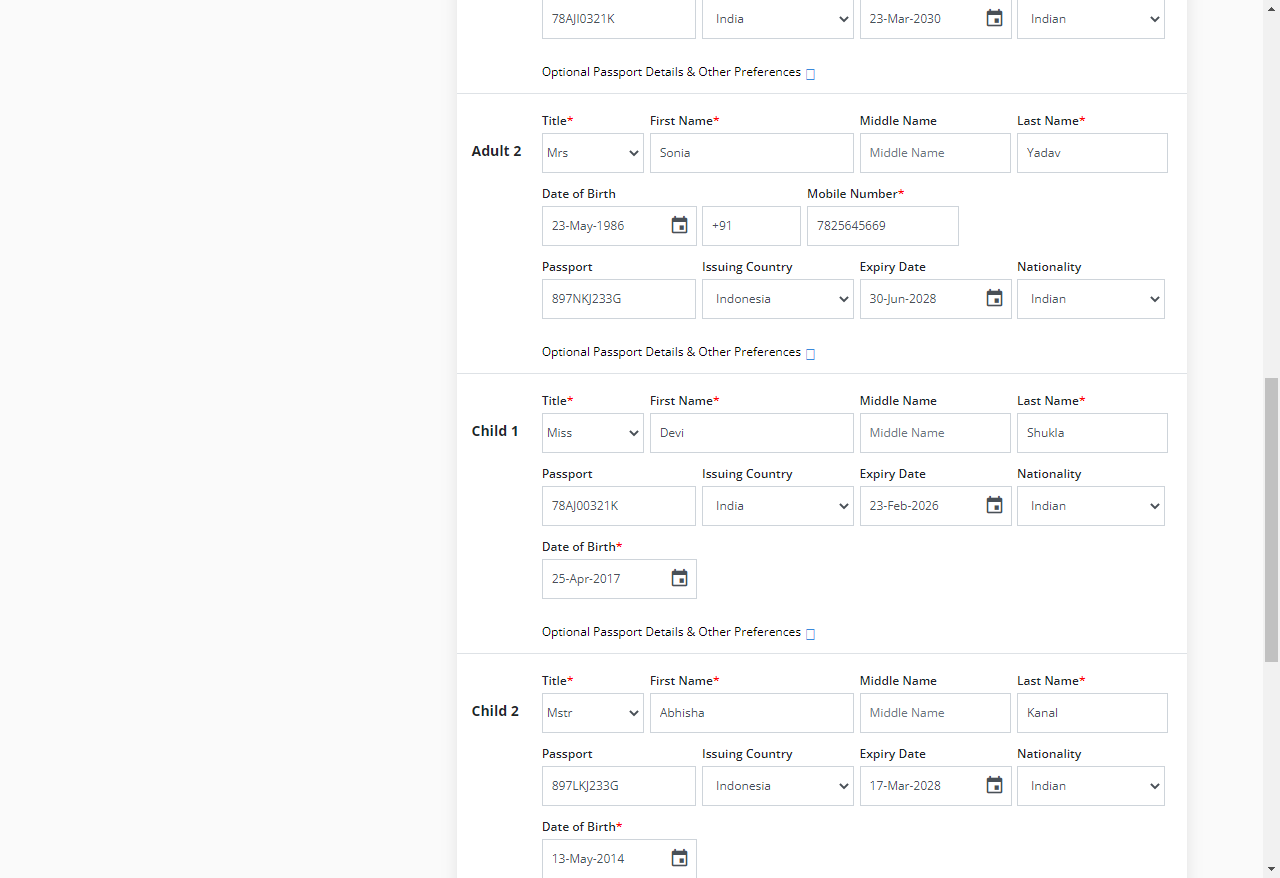 78AJI0321K India 23-Mar-2030 Indian
Optional Passport Details & Other Preferences
Title* First Name* Middle Name Last Name*
Adult 2 Mrs Sonia Middle Name Yadav
Date of Birth Mobile Number*
23-May-1986 +91 7825645669
Passport Issuing Country Expiry Date Nationality
897NKJ233G Indonesia 30-Jun-2028 Indian
Optional Passport Details & Other Preferences
Title* First Name* Middle Name Last Name*
Child 1 Miss Devi Middle Name Shukla
Passport Issuing Country Expiry Date Nationality
78AJ00321K India 23-Feb-2026 Indian
Date of Birth*
25-Apr-2017
Optional Passport Details & Other Preferences
Title* First Name* Middle Name Last Name*
Child 2 Mstr Abhisha Middle Name Kanal
Passport Issuing Country Expiry Date Nationality
897LKJ233G Indonesia 17-Mar-2028 Indian
Date of Birth*
13-May-2014